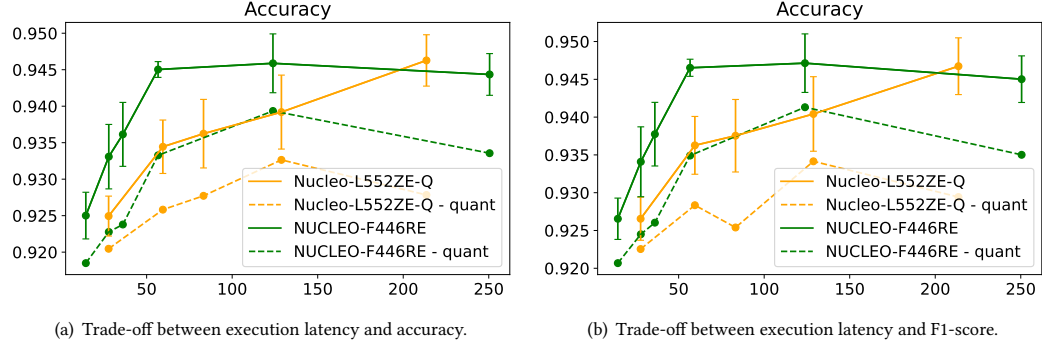 Accuracy
0.950
0.945
0.940
0.935
0.930
0.925
0.920
Nucleo-L552ZE-Q
Nucleo-L552ZE-Q - quant
NUCLEO-F446RE
NUCLEO-F446RE - quant
50 100 150 200 250
(a) Trade-off between execution latency and accuracy.
Accuracy
0.950
0.945
0.940
0.935
0.930
0.925
0.920
Nucleo-L552ZE-Q
Nucleo-L552ZE-Q - quant
NUCLEO-F446RE
NUCLEO-F446RE - quant
50 100 150 200 250
(b) Trade-off between execution latency and F1-score.